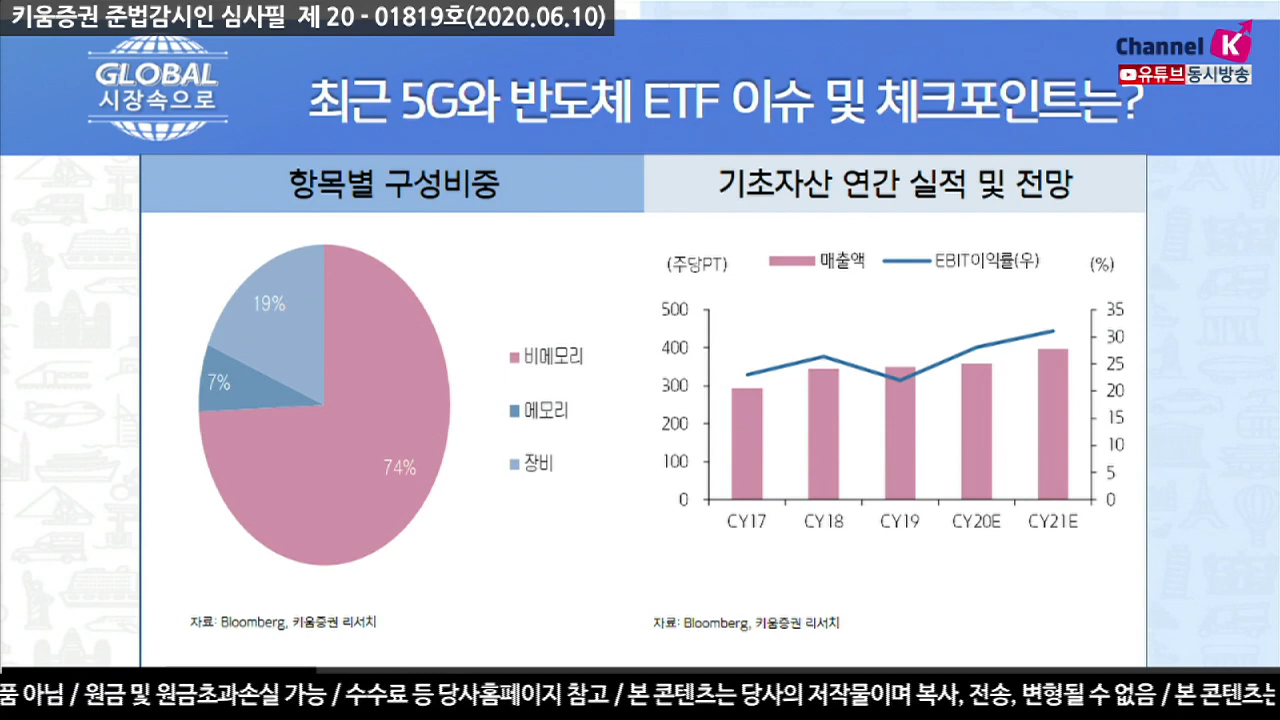 키움증권 준법감시인 심사필 제 20 - 01819호(2020.06.10)
Channel K
유튜브 동시방송
GLOBAL
시장속으로
최근 5G와 반도체 ETF 이슈 및 체크포인트는?
항목별 구성비중
기초자산 연간 실적 및 전망
19%
7%
74%
비메모리
메모리
장비
(주당PT)
매출액
EBIT이익률(우)
(%)
500
400
300
200
100
0
35
30
25
20
15
10
5
0
CY17
CY18
CY19
CY20E
CY21E
자료: Bloomberg, 키움증권 리서치
자료: Bloomberg, 키움증권 리서치
품 아님 / 원금 및 원금초과손실 가능 / 수수료 등 당사홈페이지 참고 / 본 콘텐츠는 당사의 저작물이며 복사, 전송, 변형될 수 없음 / 본 콘텐츠는